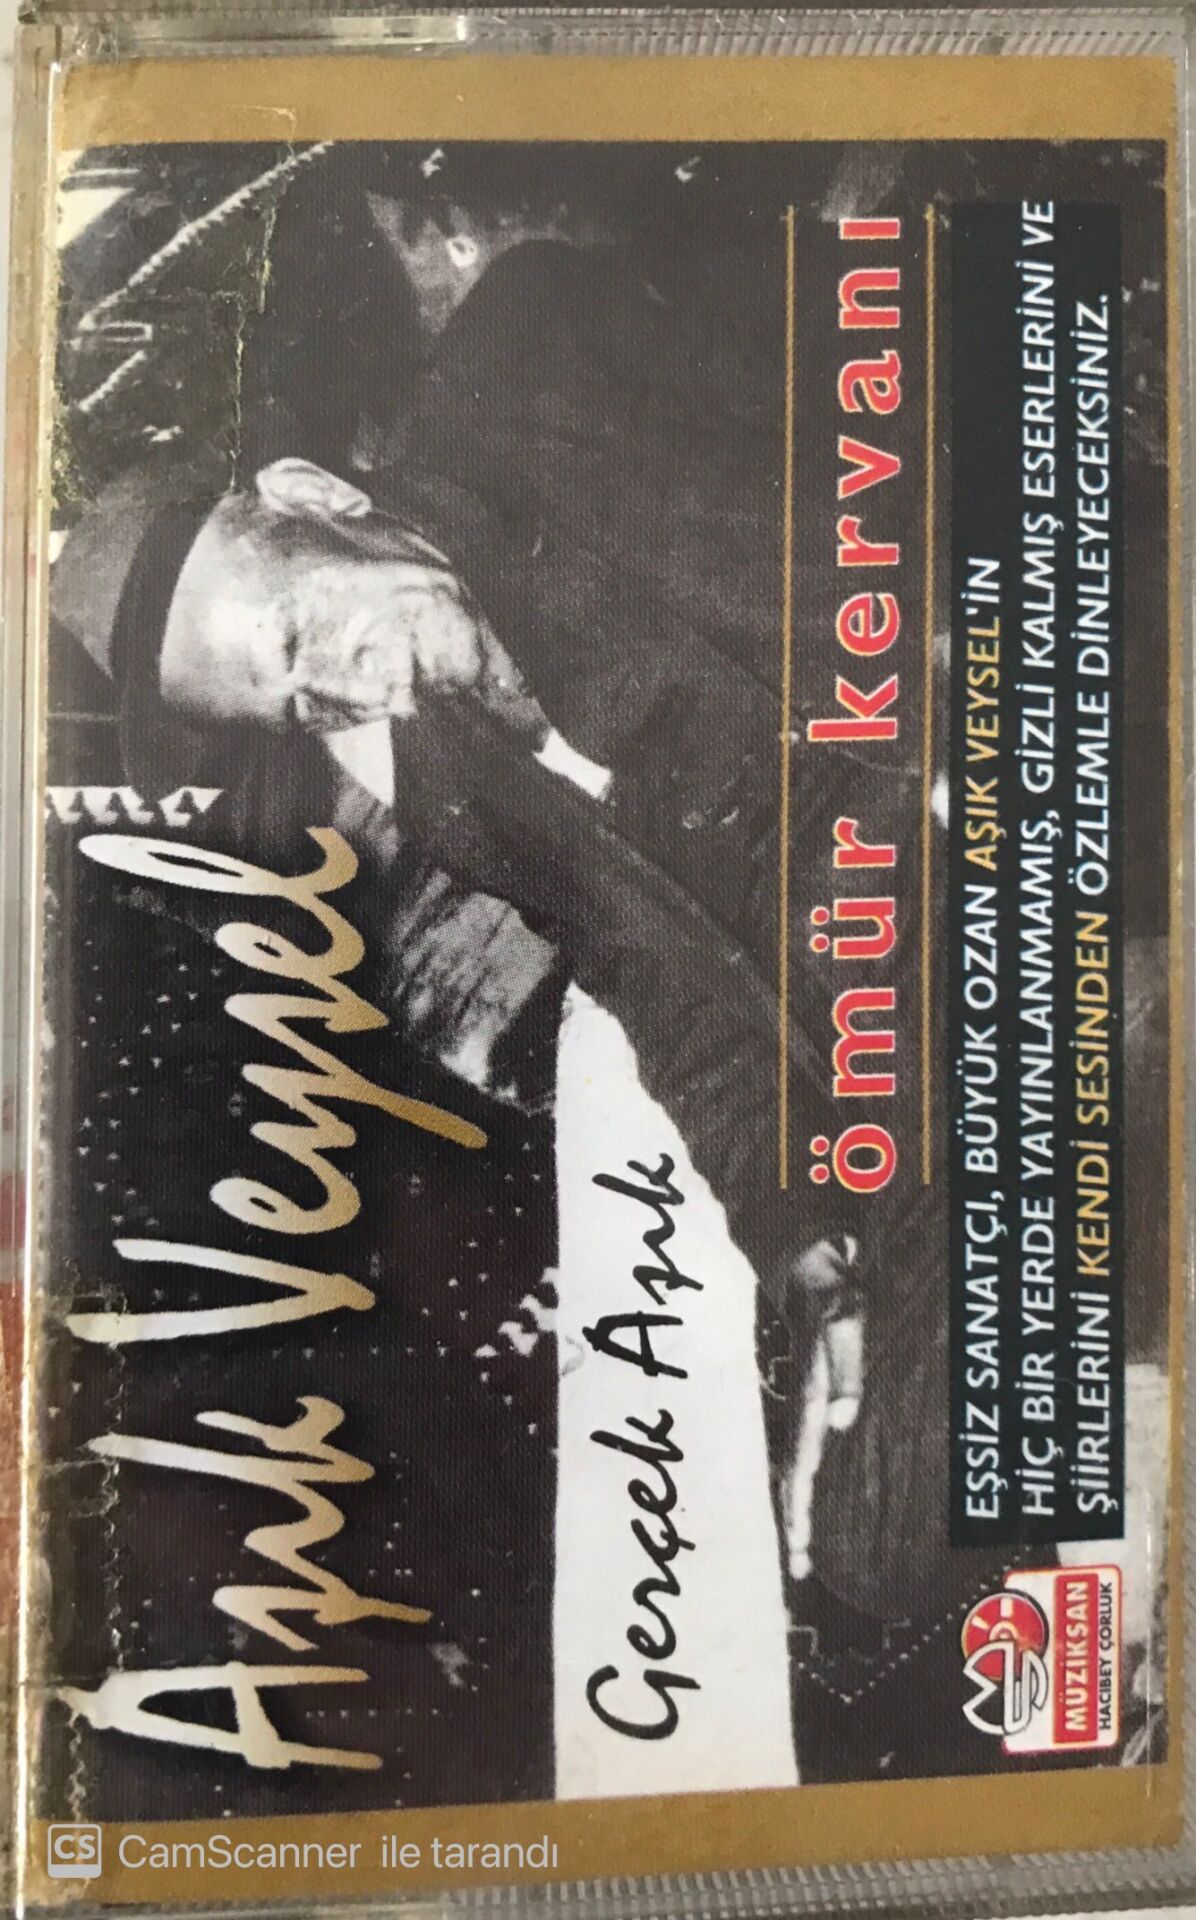 Aşık Veysel
Gerçek Aşık
ömür kervanı
EŞSİZ SANATÇI, BÜYÜK OZAN AŞIK VEYSEL'İN
HİÇ BİR YERDE YAYINLANMAMIŞ, GİZLİ KALMIŞ ESERLERİNİ VE
ŞİİRLERİNİ KENDİ SESİNDEN ÖZLEMLE DİNLEYECEKSİNİZ.
MÜZİKSAN
HACIBEY ÇORLUK
CS CamScanner ile tarandı